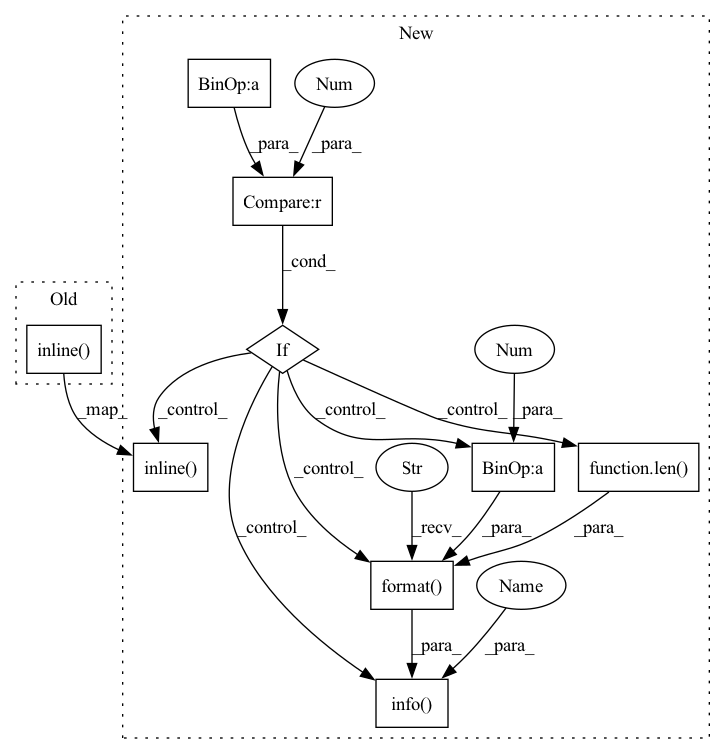 New
BinOp:a
Num
_para_
_para_
Compare:r
_cond_
Old
inline()
If
Num
_map_
_control_
_control_
_control_
_para_
inline()
_control_
Str
BinOp:a
function.len()
_control_
_recv_
_para_
_para_
format()
Name
_para_
_para_
info()